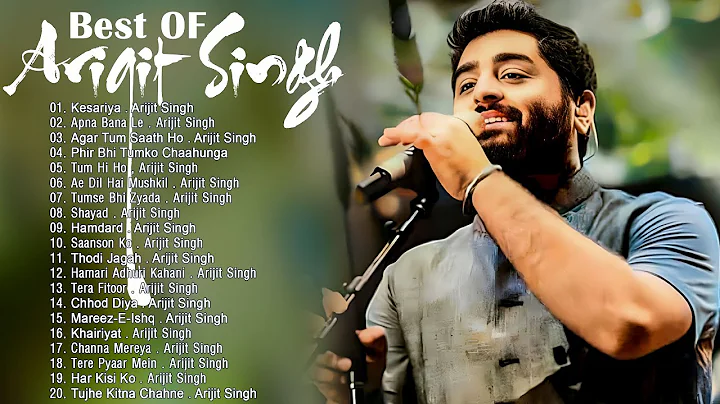 Best OF
Arijit Singh
01. Kesariya . Arijit Singh
02. Apna Bana Le . Arijit Singh
03. Agar Tum Saath Ho . Arijit Singh
04. Phir Bhi Tumko Chaahunga
05. Tum Hi Ho . Arijit Singh
06. Ae Dil Hai Mushkil . Arijit Singh
07. Tumse Bhi Zyada . Arijit Singh
08. Shayad . Arijit Singh
09. Hamdard . Arijit Singh
10. Saanson Ko . Arijit Singh
11. Thodi Jagah . Arijit Singh
12. Hamari Adhuri Kahani . Arijit Singh
13. Tera Fitoor . Arijit Singh
14. Chhod Diya . Arijit Singh
15. Mareez-E-Ishq . Arijit Singh
16. Khairiyat . Arijit Singh
17. Channa Mereya . Arijit Singh
18. Tere Pyaar Mein . Arijit Singh
19. Har Kisi Ko . Arijit Singh
20. Tujhe Kitna Chahne . Arijit Singh